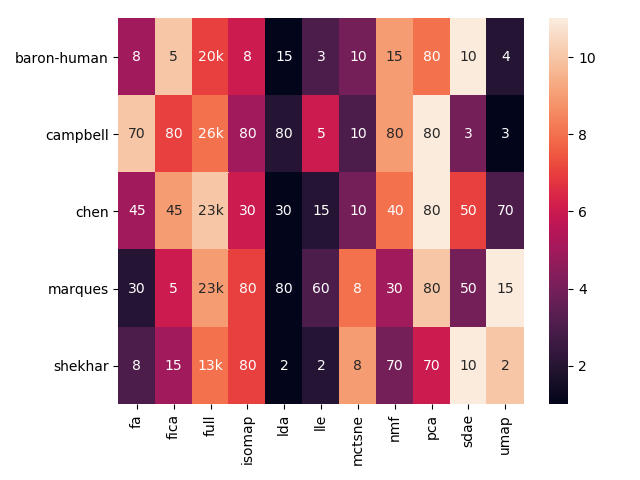 baron-human 8 5 20k 8 15 3 10 15 80 10 4
campbell 70 80 26k 80 80 5 10 80 80 3 3
chen 45 45 23k 30 30 15 10 40 80 50 70
marques 30 5 23k 80 80 60 8 30 80 50 15
shekhar 8 15 13k 80 2 2 8 70 70 10 2
fa fica full isomap lda lle mctsne nmf pca sdae umap
10
8
6
4
2